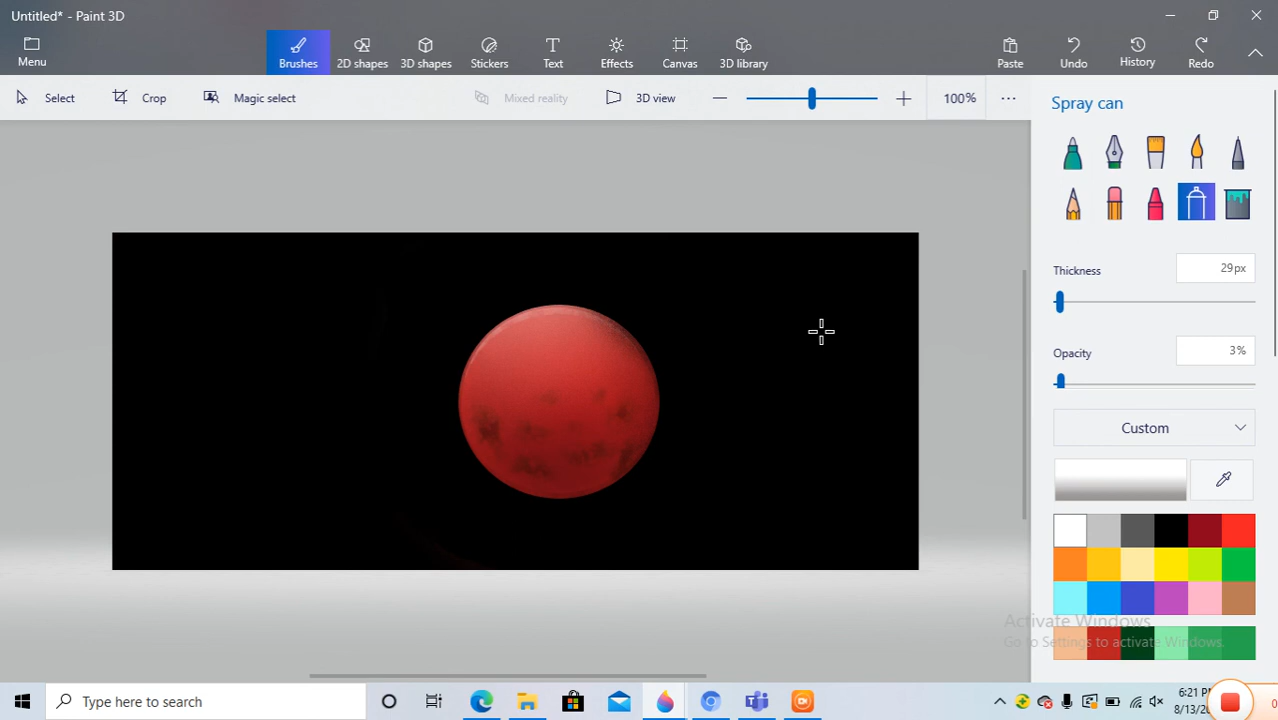 Untitled* - Paint 3D
Menu
Brushes
2D shapes
3D shapes
Stickers
Text
Effects
Canvas
3D library
Paste
Undo
History
Redo
Select
Crop
Magic select
Mixed reality
3D view
100%
Spray can
Thickness
29px
Opacity
3%
Custom
Activate Windows
Go to Settings to activate Windows.
Type here to search
6:21
8/13/2